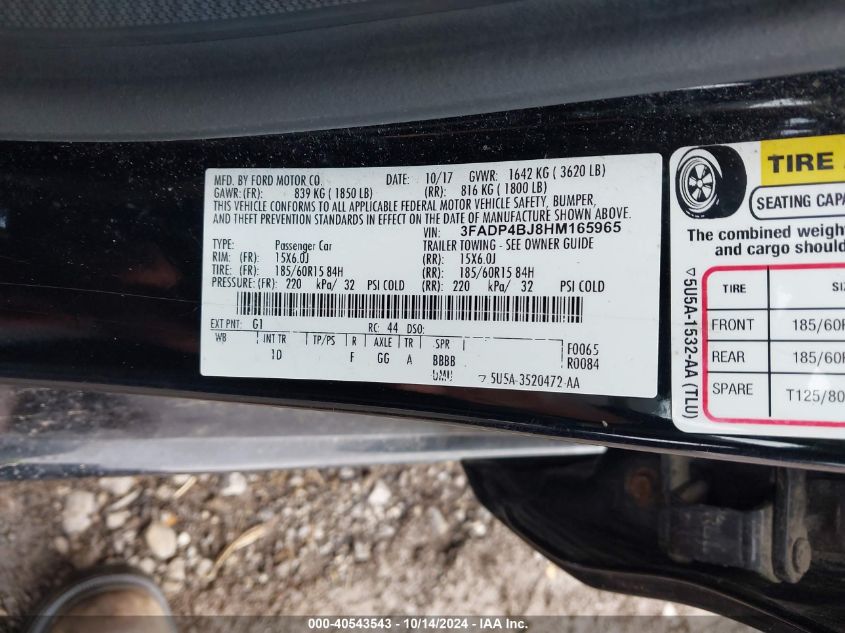 MFD. BY FORD MOTOR CO. DATE: 10/17 GVWR: 1642 KG ( 3620 LB)
GAWR: (FR): 839 KG ( 1850 LB) (RR): 816 KG ( 1800 LB)
THIS VEHICLE CONFORMS TO ALL APPLICABLE FEDERAL MOTOR VEHICLE SAFETY, BUMPER,
AND THEFT PREVENTION STANDARDS IN EFFECT ON THE DATE OF MANUFACTURE SHOWN ABOVE.
VIN: 3FADP4BJ8HM165965
TYPE: Passenger Car TRAILER TOWING - SEE OWNER GUIDE
RIM: (FR): 15X6.0J (RR): 15X6.0J
TIRE: (FR): 185/60R15 84H (RR): 185/60R15 84H
PRESSURE: (FR): 220 kPa/ 32 PSI COLD (RR): 220 kPa/ 32 PSI COLD
EXT PNT: G1 RC: 44 DSO:
WB INT TR TP/PS R AXLE TR SPR F0065
1D F GG A BBBB R0084
5U5A-3520472-AA
TIRE
SEATING CAPA
The combined weight
and cargo should
TIRE SI
FRONT 185/60R
REAR 185/60R
SPARE T125/80
5U5A-1532-AA (TLU)
000-40543543 - 10/14/2024 - IAA Inc.